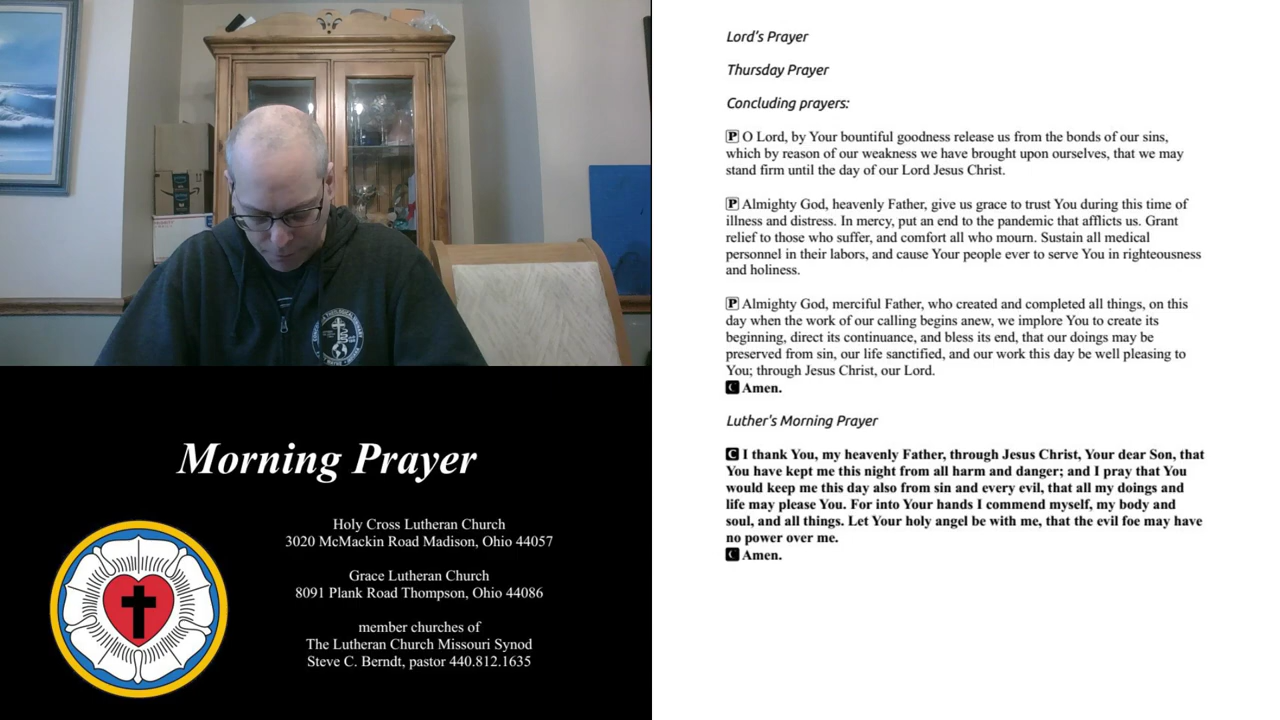 Morning Prayer
Holy Cross Lutheran Church
3020 McMackin Road Madison, Ohio 44057
Grace Lutheran Church
8091 Plank Road Thompson, Ohio 44086
member churches of
The Lutheran Church Missouri Synod
Steve C. Berndt, pastor 440.812.1635
Lord's Prayer
Thursday Prayer
Concluding prayers:
P O Lord, by Your bountiful goodness release us from the bonds of our sins,
which by reason of our weakness we have brought upon ourselves, that we may
stand firm until the day of our Lord Jesus Christ.
P Almighty God, heavenly Father, give us grace to trust You during this time of
illness and distress. In mercy, put an end to the pandemic that afflicts us. Grant
relief to those who suffer, and comfort all who mourn. Sustain all medical
personnel in their labors, and cause Your people ever to serve You in righteousness
and holiness.
P Almighty God, merciful Father, who created and completed all things, on this
day when the work of our calling begins anew, we implore You to create its
beginning, direct its continuance, and bless its end, that our doings may be
preserved from sin, our life sanctified, and our work this day be well pleasing to
You; through Jesus Christ, our Lord.
C Amen.
Luther's Morning Prayer
C I thank You, my heavenly Father, through Jesus Christ, Your dear Son, that
You have kept me this night from all harm and danger; and I pray that You
would keep me this day also from sin and every evil, that all my doings and
life may please You. For into Your hands I commend myself, my body and
soul, and all things. Let Your holy angel be with me, that the evil foe may have
no power over me.
C Amen.